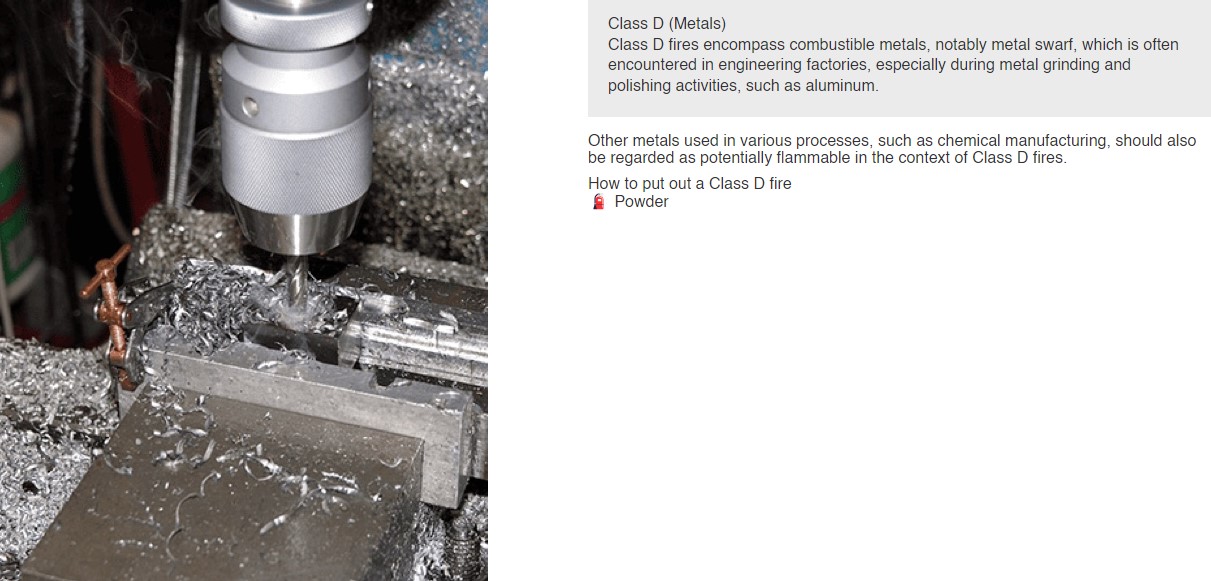 Class D (Metals)
Class D fires encompass combustible metals, notably metal swarf, which is often
encountered in engineering factories, especially during metal grinding and
polishing activities, such as aluminum.
Other metals used in various processes, such as chemical manufacturing, should also
be regarded as potentially flammable in the context of Class D fires.
How to put out a Class D fire
Powder